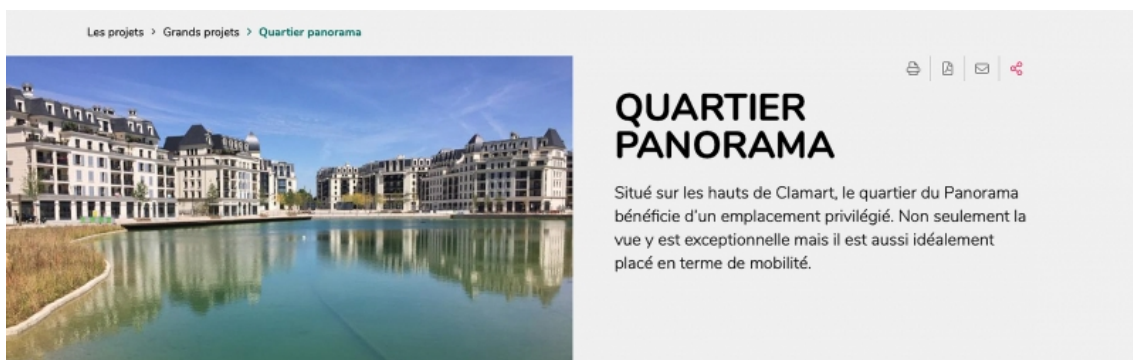 Les projets > Grands projets > Quartier panorama
QUARTIER
PANORAMA
Situé sur les hauts de Clamart, le quartier du Panorama
bénéficie d'un emplacement privilégié. Non seulement la
vue y est exceptionnelle mais il est aussi idéalement
placé en terme de mobilité.